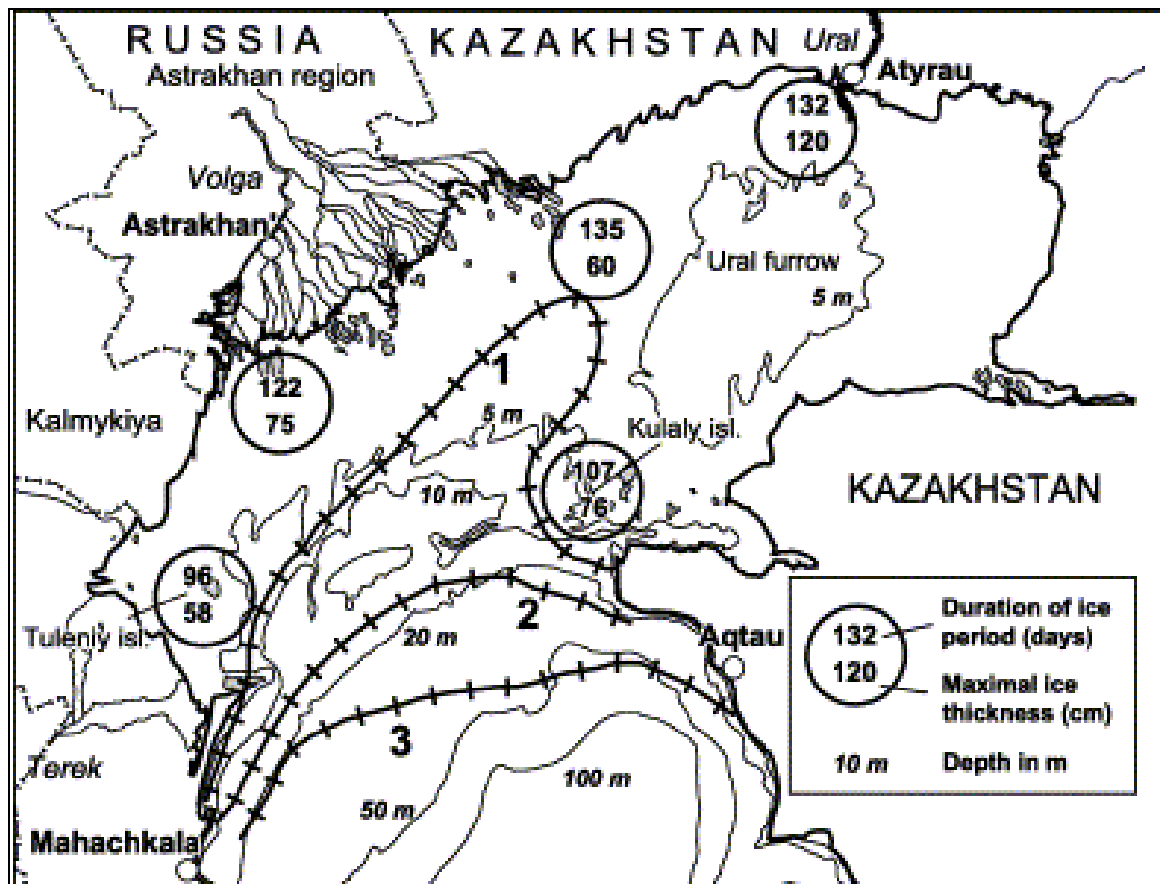 RUSSIA
KAZAKHSTAN
Ural
Astrakhan region
Atyrau
132
120
Volga
Astrakhan'
135
60
Ural furrow
5 m
1
122
75
5 m
Kalmykiya
Kulaly isl.
107
76
10 m
KAZAKHSTAN
96
58
2
Tuleniy isl.
20 m
Aqtau
3
Terek
100 m
50 m
Mahachkala
132
120
Duration of ice
period (days)
Maximal ice
thickness (cm)
10 m Depth in m